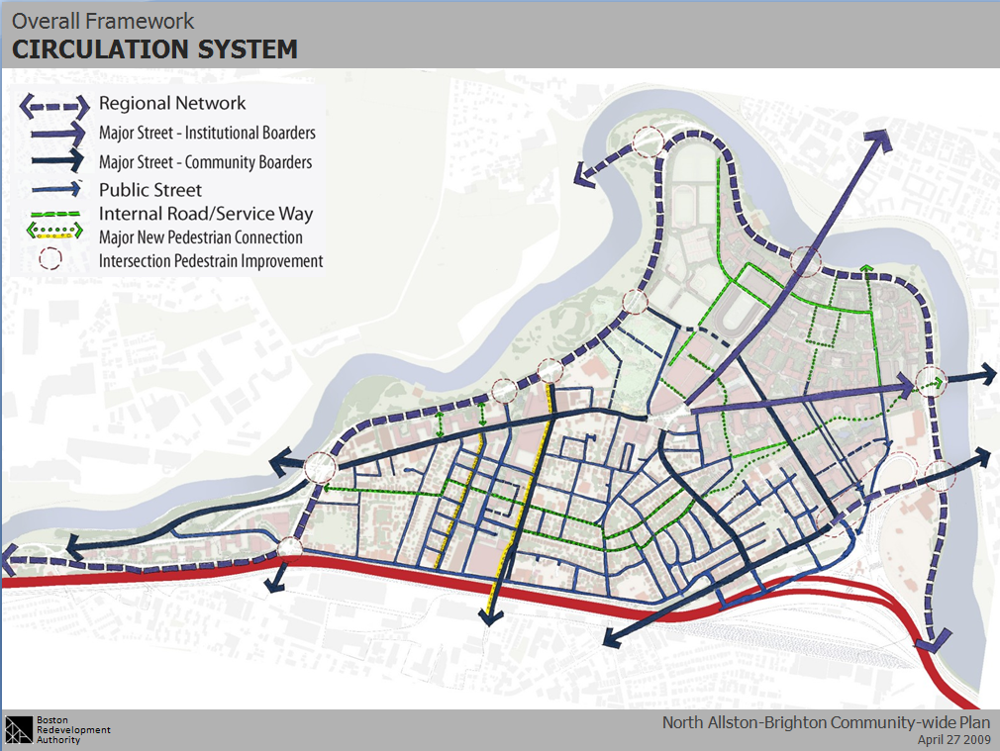 Overall Framework
CIRCULATION SYSTEM
Regional Network
Major Street - Institutional Boarders
Major Street - Community Boarders
Public Street
Internal Road/Service Way
Major New Pedestrian Connection
Intersection Pedestrain Improvement
Boston
Redevelopment
Authority
North Allston-Brighton Community-wide Plan
April 27 2009